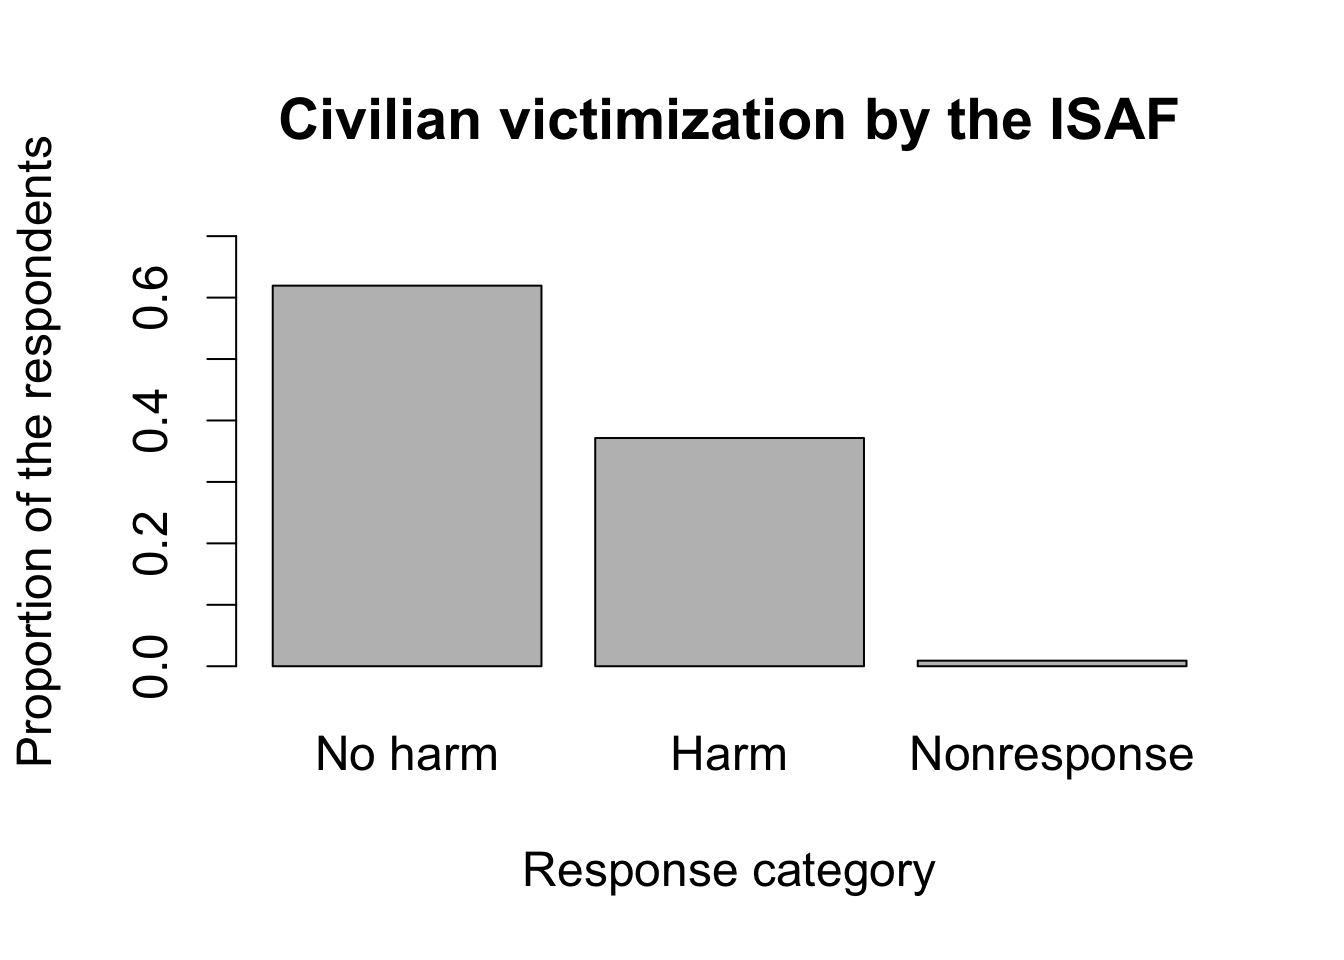 Civilian victimization by the ISAF
Proportion of the respondents
0.6
0.4
0.2
0.0
No harm
Harm
Nonresponse
Response category